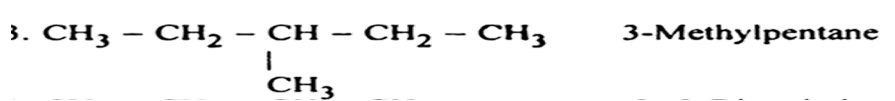 3. CH₃ – CH₂ – CH – CH₂ – CH₃ 3-Methylpentane
|
CH₃